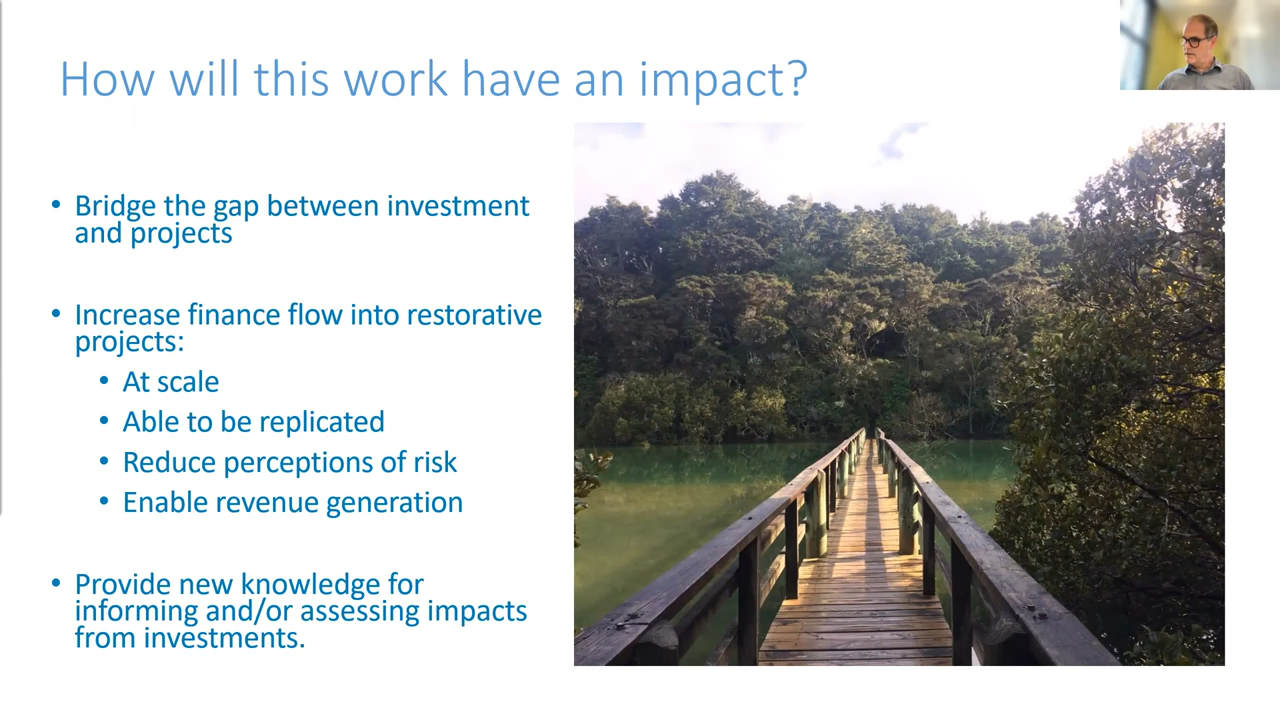 How will this work have an impact?
• Bridge the gap between investment
and projects
• Increase finance flow into restorative
projects:
• At scale
• Able to be replicated
• Reduce perceptions of risk
• Enable revenue generation
• Provide new knowledge for
informing and/or assessing impacts
from investments.